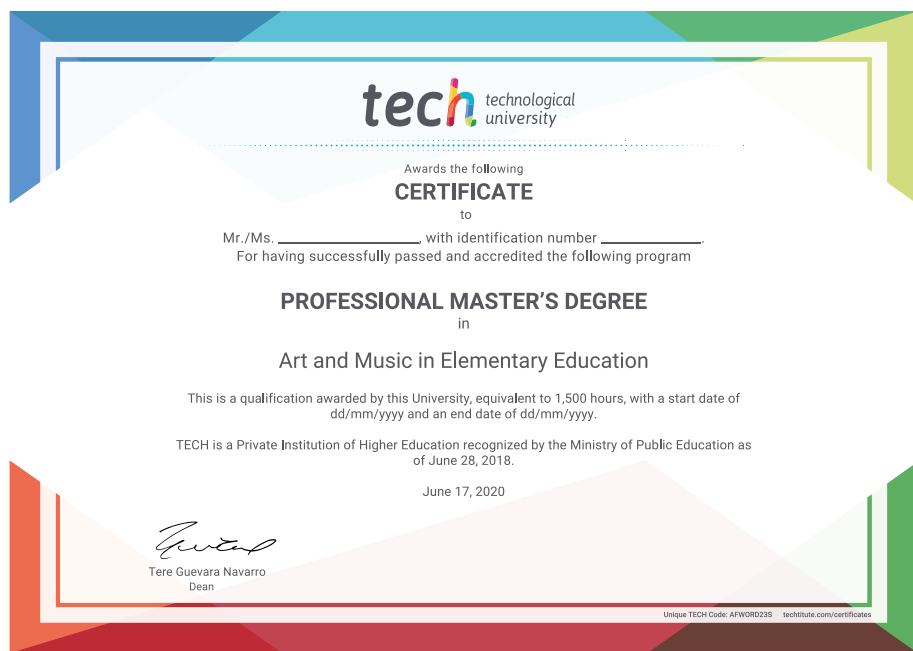 tech technological
university
Awards the following
CERTIFICATE
to
Mr./Ms. ____________________, with identification number ______________.
For having successfully passed and accredited the following program
PROFESSIONAL MASTER'S DEGREE
in
Art and Music in Elementary Education
This is a qualification awarded by this University, equivalent to 1,500 hours, with a start date of
dd/mm/yyyy and an end date of dd/mm/yyyy.
TECH is a Private Institution of Higher Education recognized by the Ministry of Public Education as
of June 28, 2018.
June 17, 2020
Tere Guevara Navarro
Dean
Unique TECH Code: AFWORD23S techtitute.com/certificates